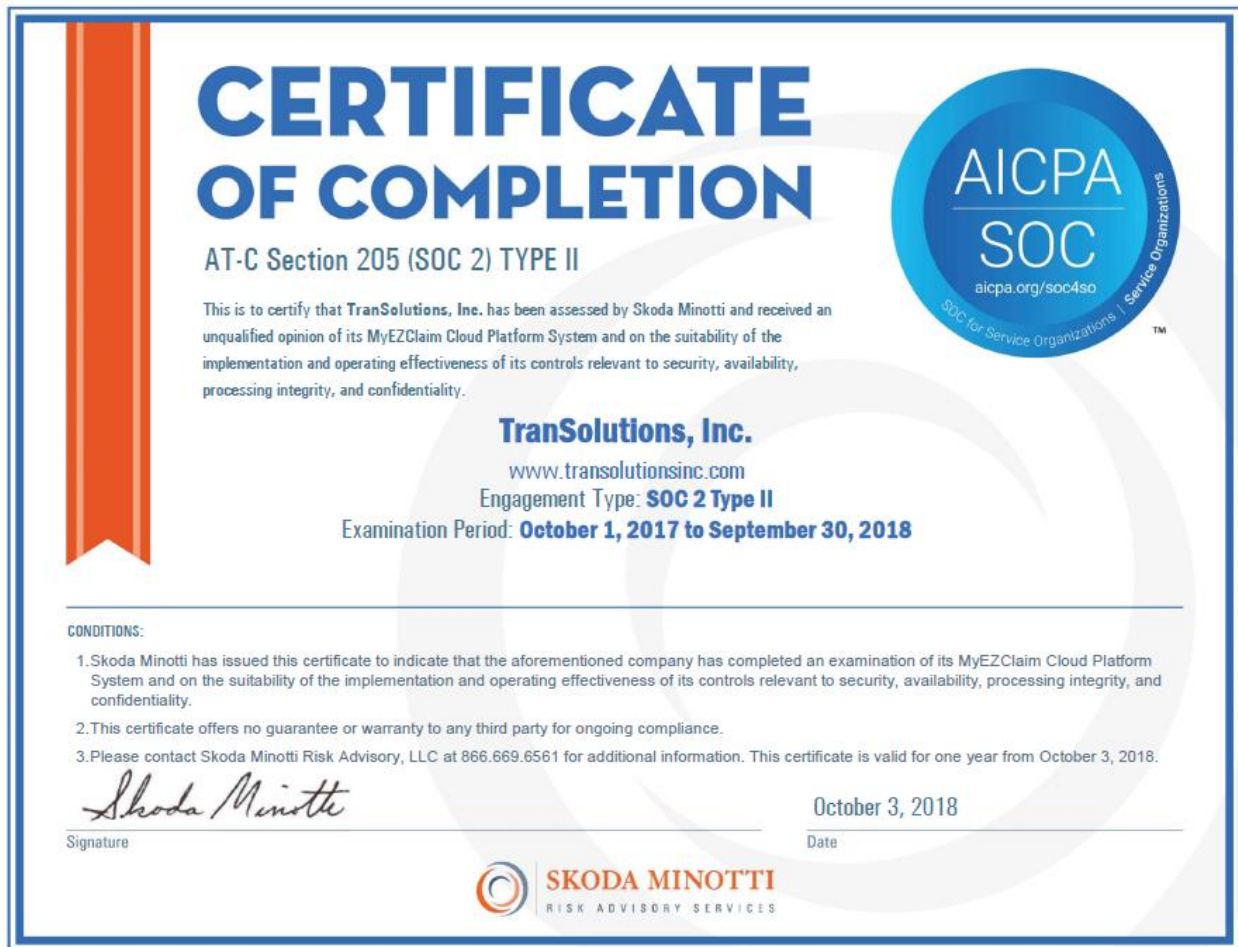 CERTIFICATE
OF COMPLETION
AT-C Section 205 (SOC 2) TYPE II
This is to certify that TranSolutions, Inc. has been assessed by Skoda Minotti and received an
unqualified opinion of its MyEZClaim Cloud Platform System and on the suitability of the
implementation and operating effectiveness of its controls relevant to security, availability,
processing integrity, and confidentiality.
AICPA
SOC
aicpa.org/soc4so
SOC for Service Organizations | Service Organizations
TM
TranSolutions, Inc.
www.transolutionsinc.com
Engagement Type: SOC 2 Type II
Examination Period: October 1, 2017 to September 30, 2018
CONDITIONS:
1.Skoda Minotti has issued this certificate to indicate that the aforementioned company has completed an examination of its MyEZClaim Cloud Platform
System and on the suitability of the implementation and operating effectiveness of its controls relevant to security, availability, processing integrity, and
confidentiality.
2.This certificate offers no guarantee or warranty to any third party for ongoing compliance.
3.Please contact Skoda Minotti Risk Advisory, LLC at 866.669.6561 for additional information. This certificate is valid for one year from October 3, 2018.
Skoda Minotti
October 3, 2018
Signature
Date
SKODA MINOTTI
RISK ADVISORY SERVICES